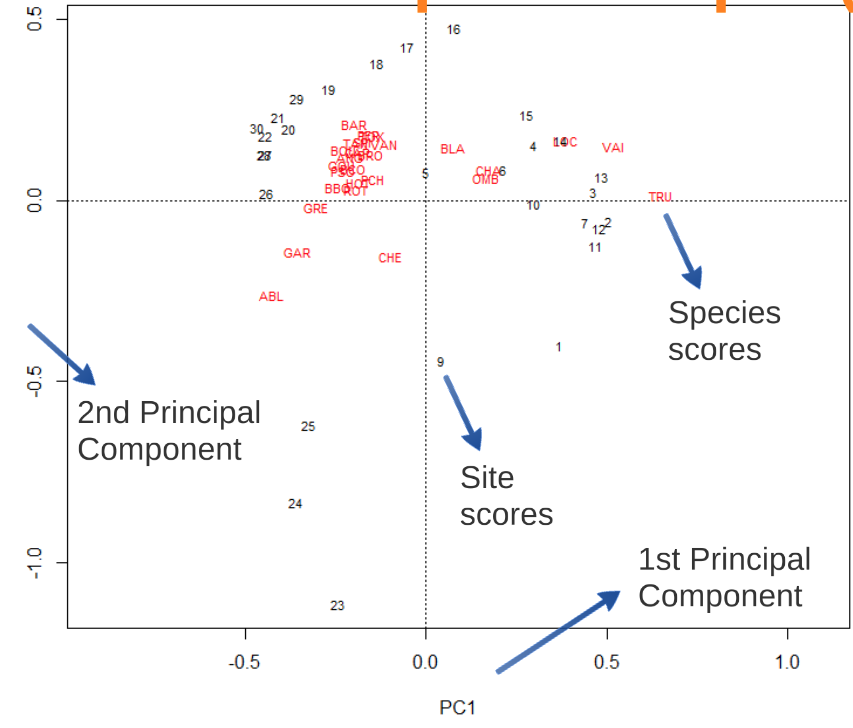 0.5
16
17
18
19
29
15
21
BAR
30
20
22
14
4
VAI
BLA
5
CHA
6
OMB
13
BBO
ROT
26
3
TRU
0.0
GRE
10
7
12
2
11
GAR
CHE
ABL
Species
scores
1
9
-0.5
2nd Principal
Component
25
Site
scores
24
1st Principal
Component
-1.0
23
-0.5
0.0
0.5
1.0
PC1